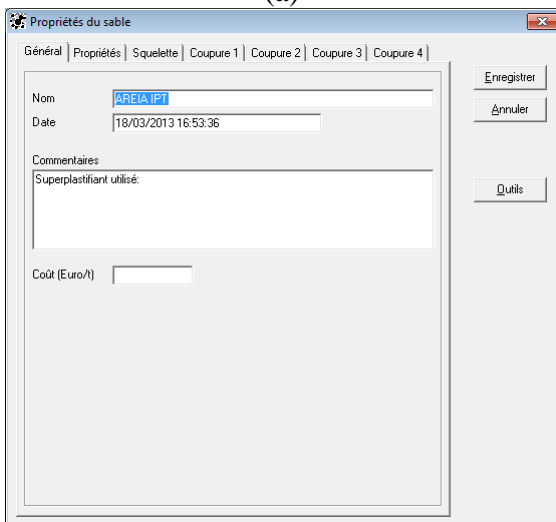 (a)
Propriétés du sable
Général Propriétés Squelette Coupure 1 Coupure 2 Coupure 3 Coupure 4
Enregistrer
Nom AREIA IPT
Annuler
Date 18/03/2013 16:53:36
Commentaires
Superplastifiant utilisé:
Outils
Coût (Euro/t)